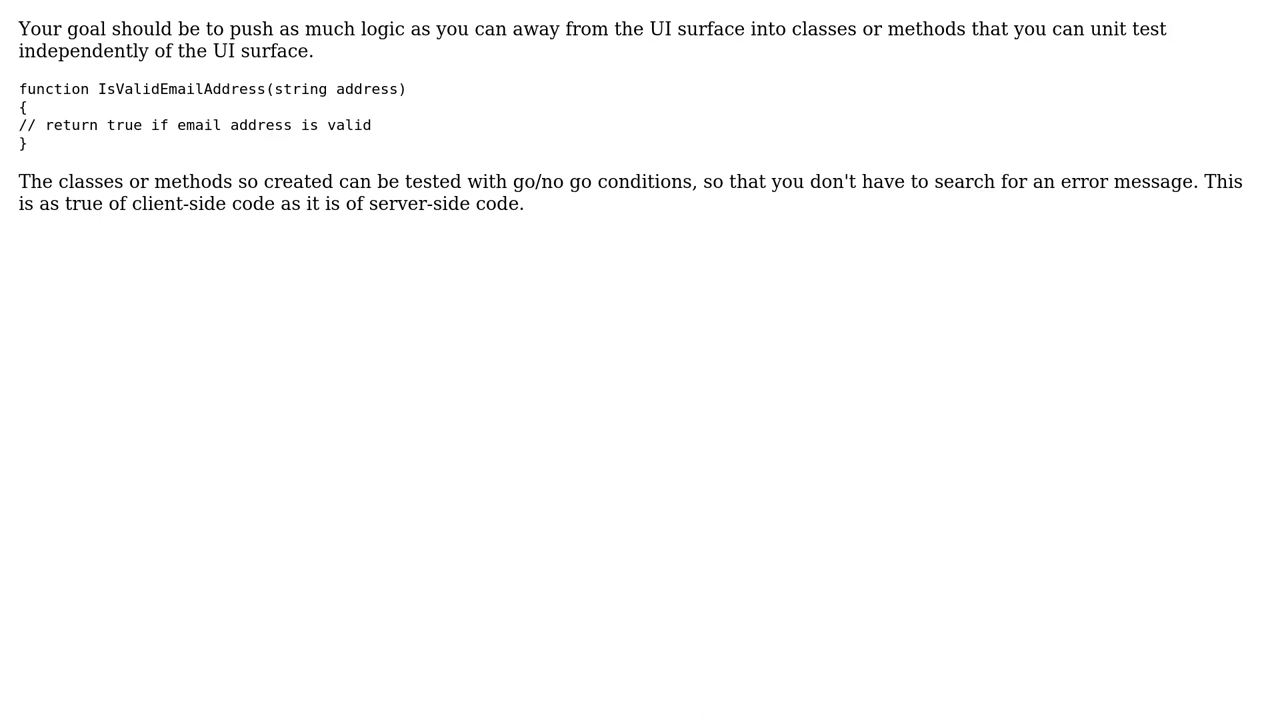 Your goal should be to push as much logic as you can away from the UI surface into classes or methods that you can unit test
independently of the UI surface.
function IsValidEmailAddress(string address)
{
// return true if email address is valid
}
The classes or methods so created can be tested with go/no go conditions, so that you don't have to search for an error message. This
is as true of client-side code as it is of server-side code.